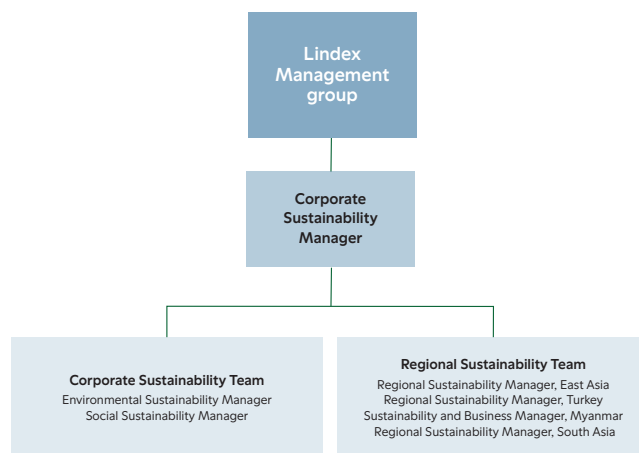 Lindex
Management
group
Corporate
Sustainability
Manager
Corporate Sustainability Team
Environmental Sustainability Manager
Social Sustainability Manager
Regional Sustainability Team
Regional Sustainability Manager, East Asia
Regional Sustainability Manager, Turkey
Sustainability and Business Manager, Myanmar
Regional Sustainability Manager, South Asia